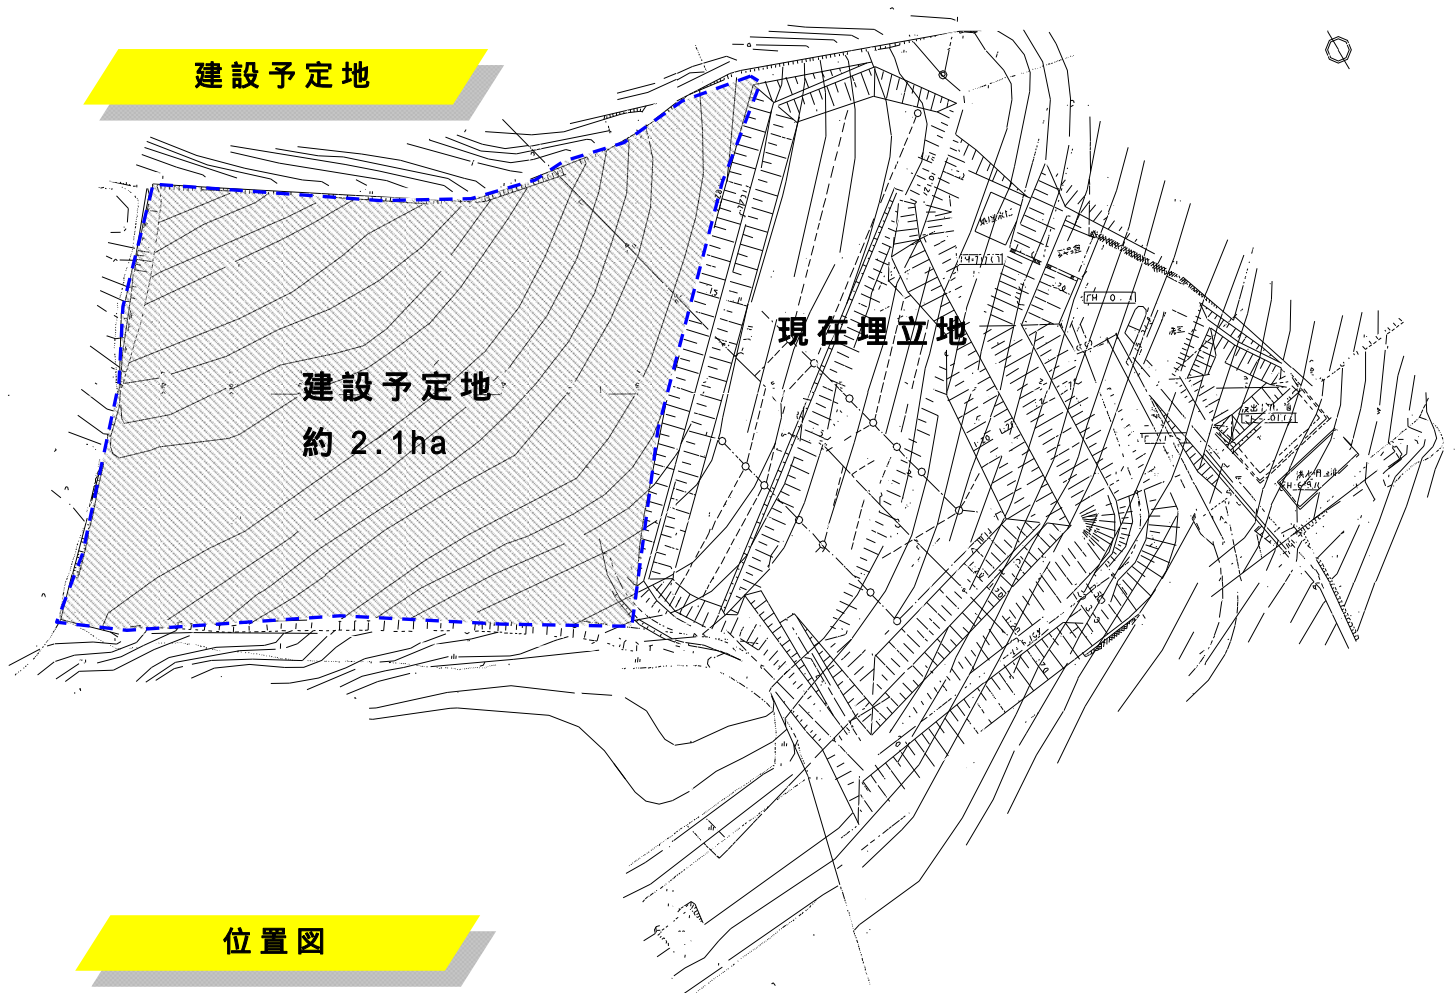 建設予定地
現在埋立地
建設予定地
約 2.1ha
位置図